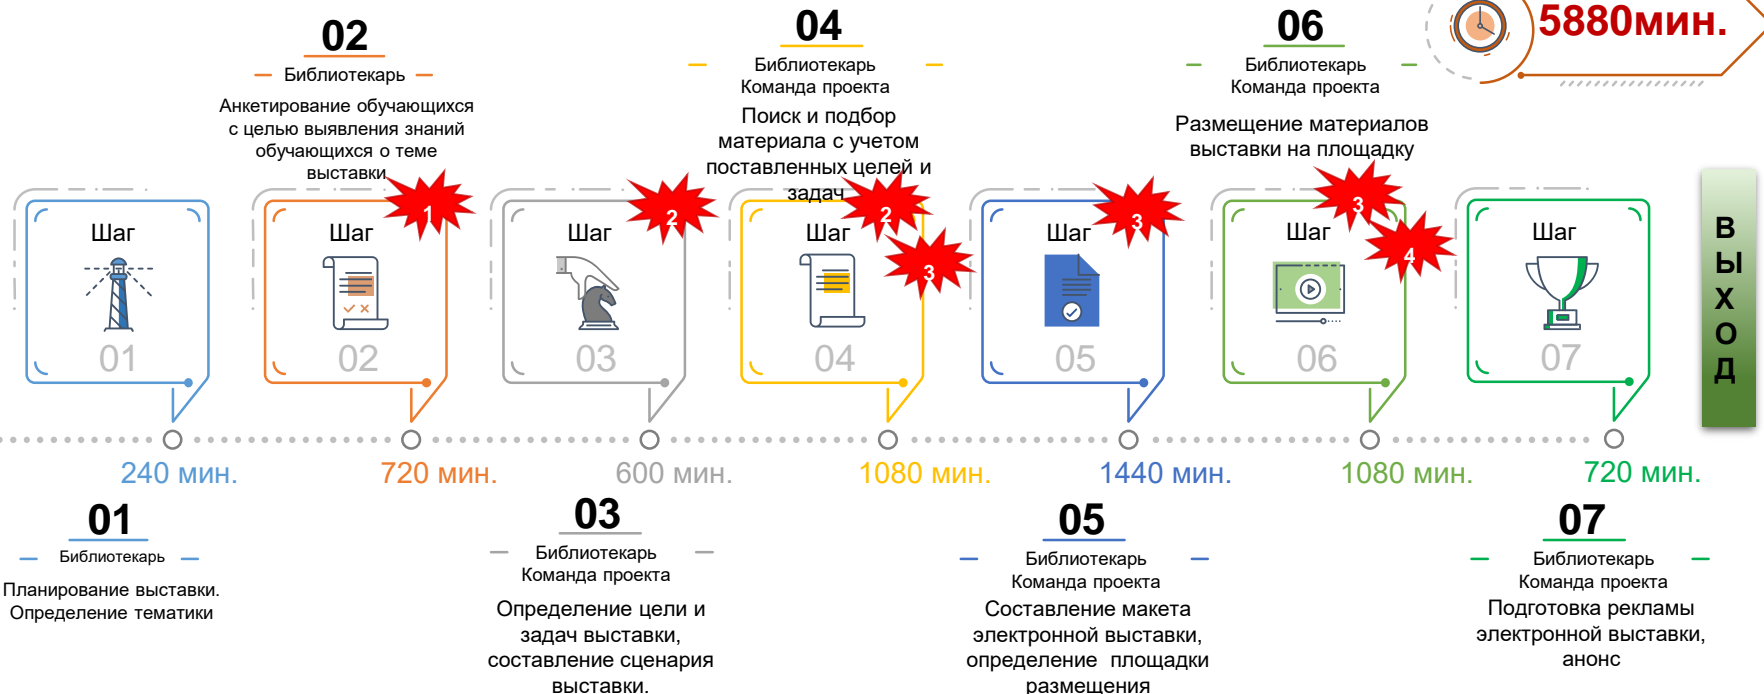 02
Библиотекарь
Анкетирование обучающихся
с целью выявления знаний
обучающихся о теме
выставки
04
Библиотекарь
Команда проекта
Поиск и подбор
материала с учетом
поставленных целей и
задач
06
Библиотекарь
Команда проекта
Размещение материалов
выставки на площадку
5880мин.
Шаг
01
Шаг
1
02
Шаг
2
03
Шаг
2
3
04
Шаг
3
05
Шаг
3
4
06
Шаг
07
В
Ы
Х
О
Д
240 мин.
720 мин.
600 мин.
1080 мин.
1440 мин.
1080 мин.
720 мин.
01
Библиотекарь
Планирование выставки.
Определение тематики
03
Библиотекарь
Команда проекта
Определение цели и
задач выставки,
составление сценария
выставки.
05
Библиотекарь
Команда проекта
Составление макета
электронной выставки,
определение площадки
размещения
07
Библиотекарь
Команда проекта
Подготовка рекламы
электронной выставки,
анонс